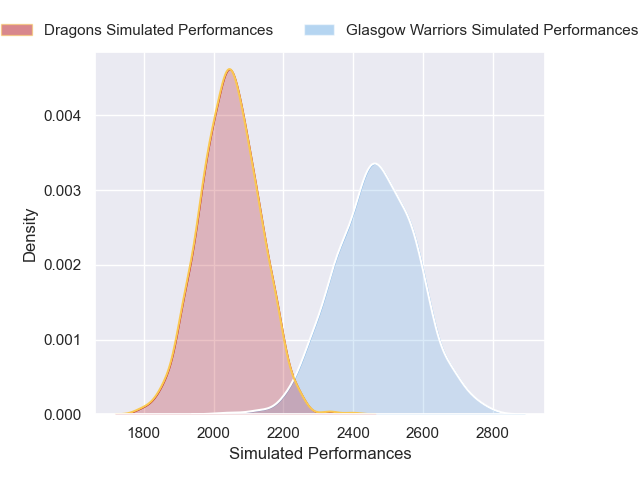 Dragons Simulated Performances
Glasgow Warriors Simulated Performances
0.004
0.003
0.002
0.001
0.000
Density
1800
2000
2200
2400
2600
2800
Simulated Performances